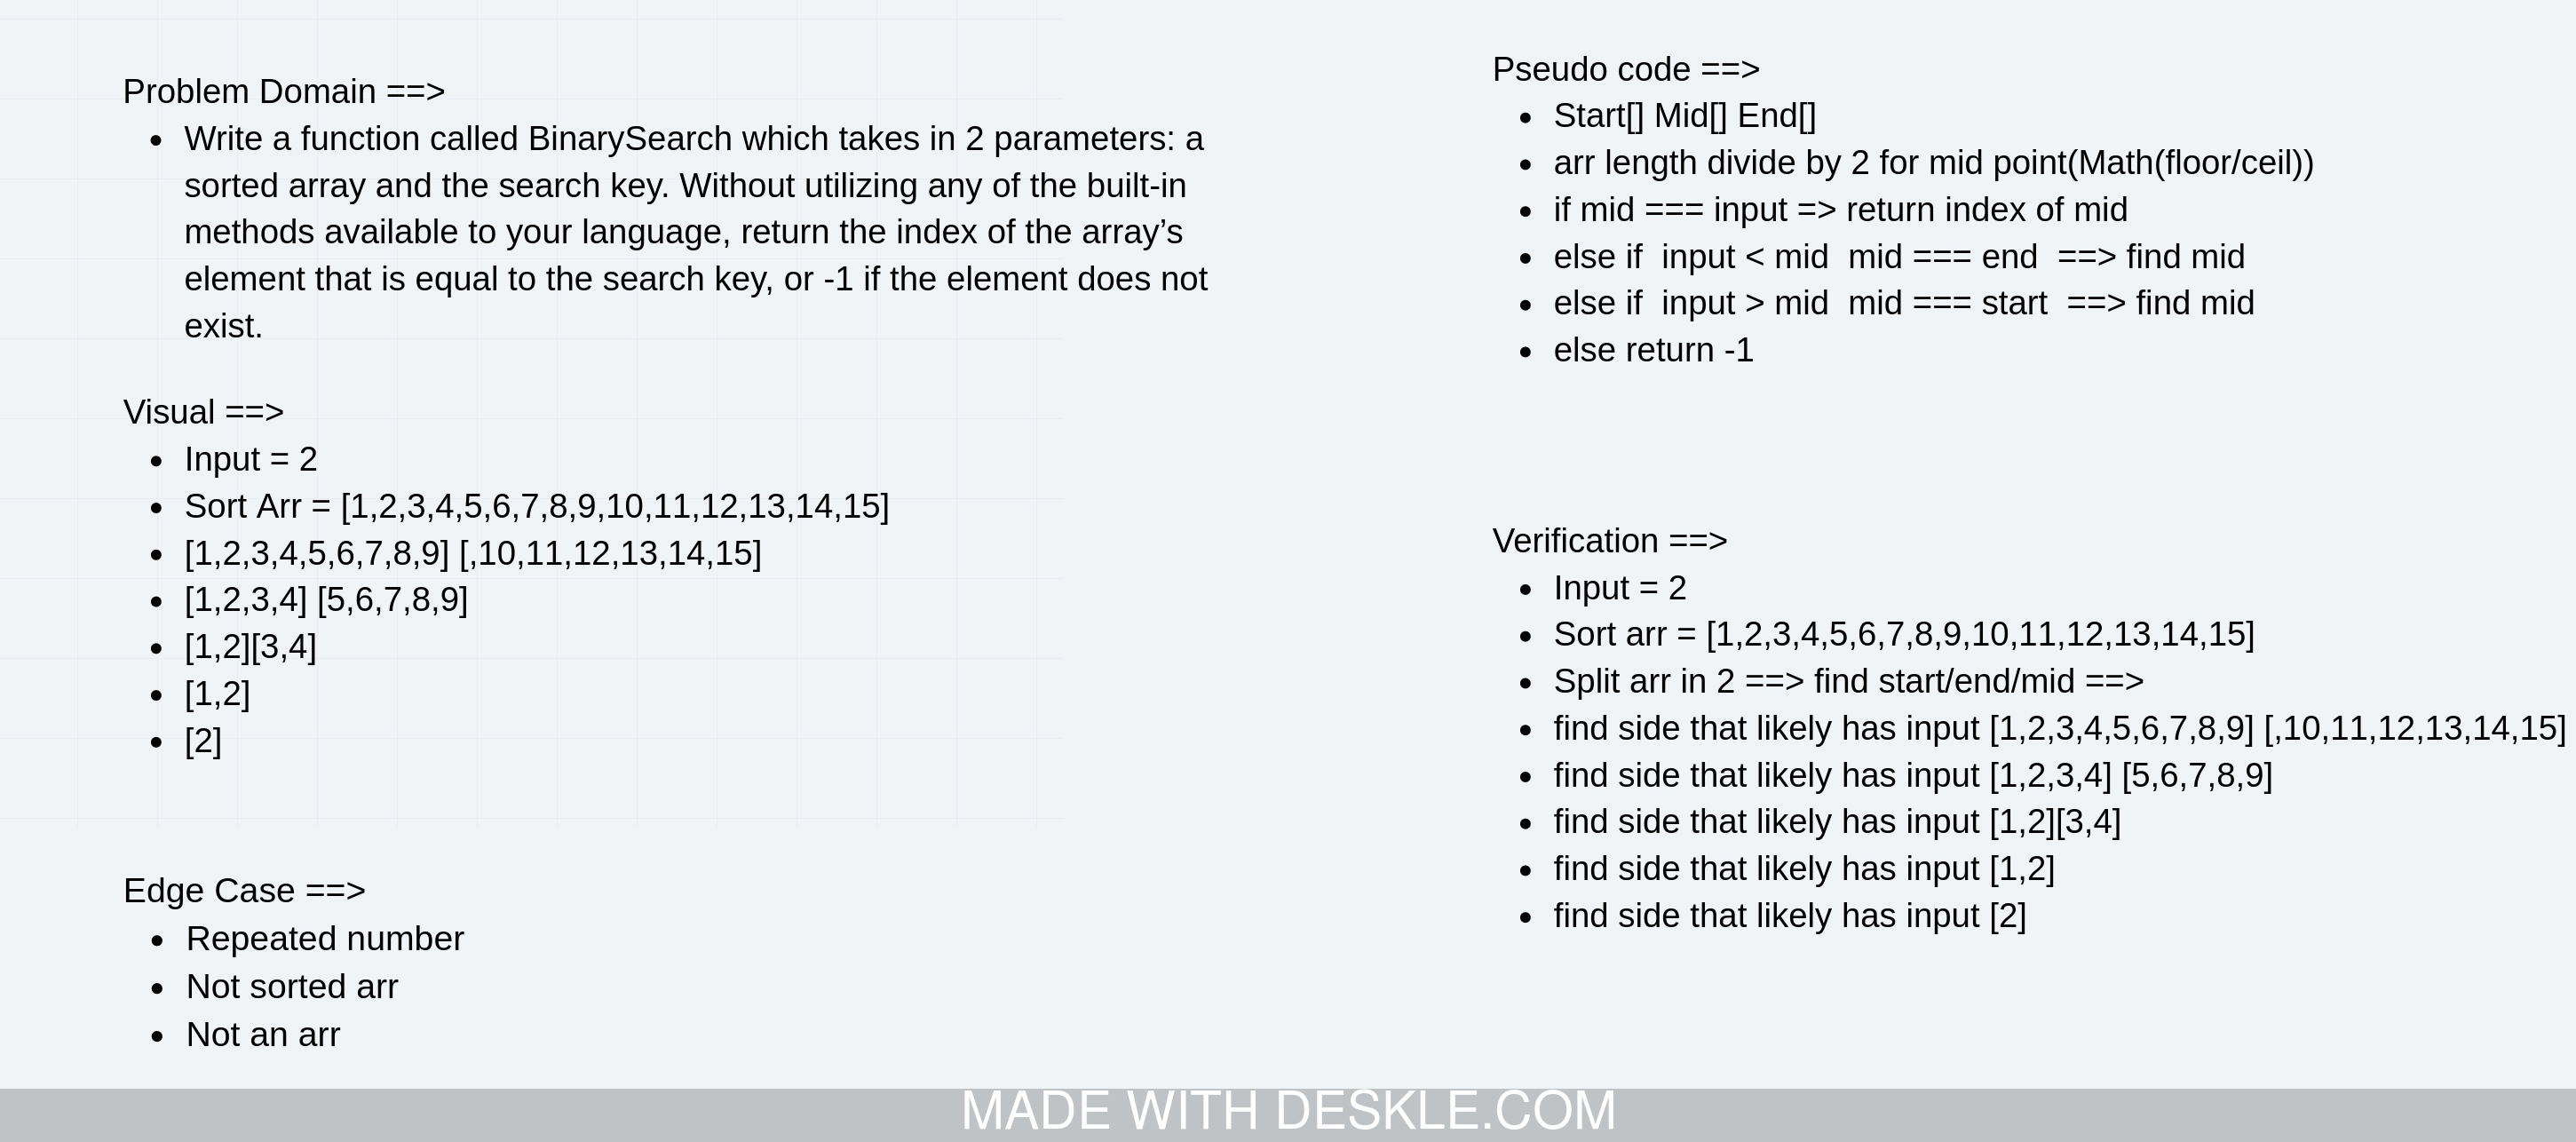 Problem Domain ==>
• Write a function called BinarySearch which takes in 2 parameters: a
sorted array and the search key. Without utilizing any of the built-in
methods available to your language, return the index of the array’s
element that is equal to the search key, or -1 if the element does not
exist.
Visual ==>
• Input = 2
• Sort Arr = [1,2,3,4,5,6,7,8,9,10,11,12,13,14,15]
• [1,2,3,4,5,6,7,8,9] [,10,11,12,13,14,15]
• [1,2,3,4] [5,6,7,8,9]
• [1,2][3,4]
• [1,2]
• [2]
Edge Case ==>
• Repeated number
• Not sorted arr
• Not an arr
Pseudo code ==>
• Start[] Mid[] End[]
• arr length divide by 2 for mid point(Math(floor/ceil))
• if mid === input => return index of mid
• else if  input < mid  mid === end  ==> find mid
• else if  input > mid  mid === start  ==> find mid
• else return -1
Verification ==>
• Input = 2
• Sort arr = [1,2,3,4,5,6,7,8,9,10,11,12,13,14,15]
• Split arr in 2 ==> find start/end/mid ==>
• find side that likely has input [1,2,3,4,5,6,7,8,9] [,10,11,12,13,14,15]
• find side that likely has input [1,2,3,4] [5,6,7,8,9]
• find side that likely has input [1,2][3,4]
• find side that likely has input [1,2]
• find side that likely has input [2]
MADE WITH DESKLE.COM